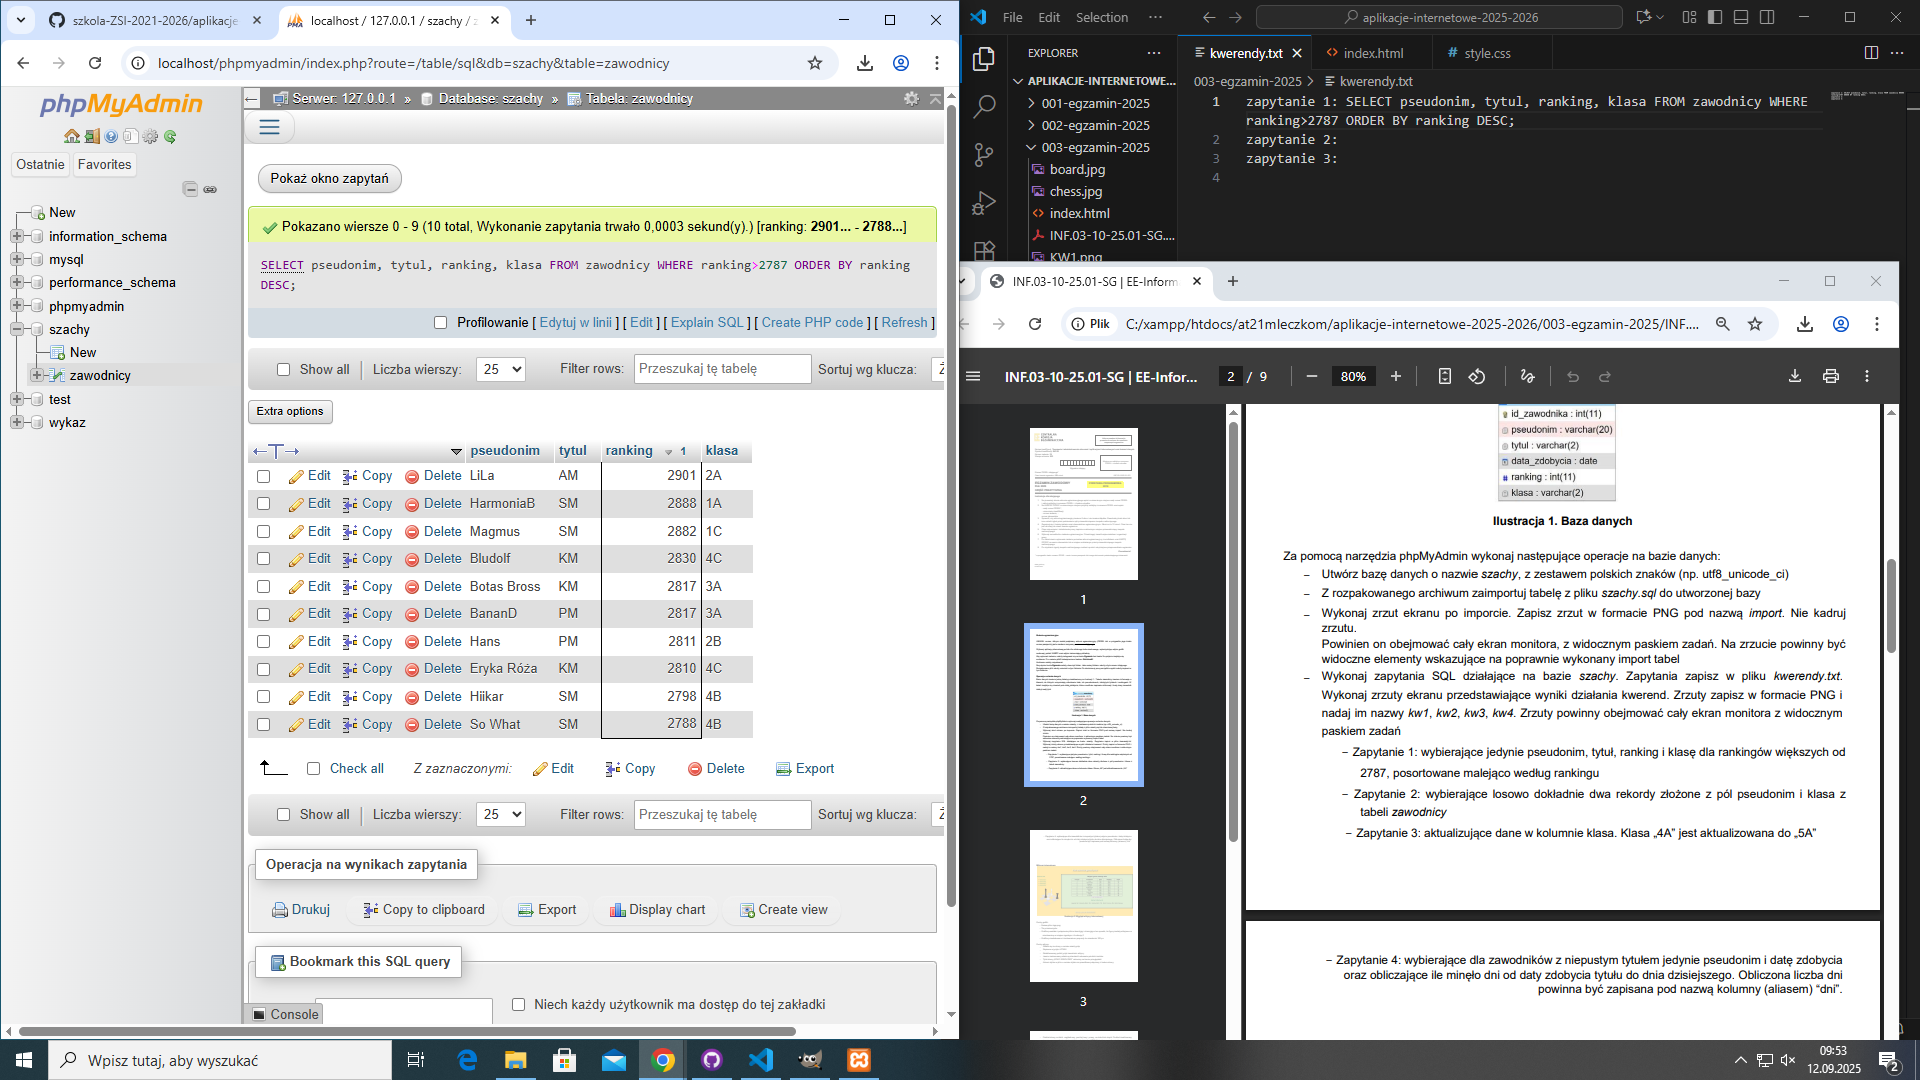 szkola-ZSI-2021-2026/aplikacje
localhost / 127.0.0.1 / szachy / z
localhost/phpmyadmin/index.php?route=/table/sql&db=szachy&table=zawodnicy
phpMyAdmin
Ostatnie
Favorites
New
information_schema
mysql
performance_schema
phpmyadmin
szachy
New
zawodnicy
test
wykaz
Serwer: 127.0.0.1 » Database: szachy » Tabela: zawodnicy
Pokaż okno zapytań
Pokazano wiersze 0 - 9 (10 total, Wykonanie zapytania trwało 0,0003 sekund(y).) [ranking: 2901... - 2788...]
SELECT pseudonim, tytul, ranking, klasa FROM zawodnicy WHERE ranking>2787 ORDER BY ranking
DESC;
Profilowanie [ Edytuj w linii ] [ Edit ] [ Explain SQL ] [ Create PHP code ] [ Refresh ]
Show all | Liczba wierszy: 25 Filter rows: Przeszukaj tę tabelę Sortuj wg klucza:
Extra options
pseudonim tytul ranking 1 klasa
Edit Copy Delete LiLa AM 2901 2A
Edit Copy Delete HarmoniaB SM 2888 1A
Edit Copy Delete Magmus SM 2882 1C
Edit Copy Delete Bludolf KM 2830 4C
Edit Copy Delete Botas Bross KM 2817 3A
Edit Copy Delete BananD PM 2817 3A
Edit Copy Delete Hans PM 2811 2B
Edit Copy Delete Eryka Róża KM 2810 4C
Edit Copy Delete Hiikar SM 2798 4B
Edit Copy Delete So What SM 2788 4B
Check all Z zaznaczonymi: Edit Copy Delete Export
Show all | Liczba wierszy: 25 Filter rows: Przeszukaj tę tabelę Sortuj wg klucza:
Operacja na wynikach zapytania
Drukuj Copy to clipboard Export Display chart Create view
Bookmark this SQL query
Niech każdy użytkownik ma dostęp do tej zakładki
Console
File Edit Selection ···
aplikacje-internetowe-2025-2026
EXPLORER
APLIKACJE-INTERNETOWE...
001-egzamin-2025
002-egzamin-2025
003-egzamin-2025
board.jpg
chess.jpg
index.html
INF.03-10-25.01-SG....
KW1.png
kwerendy.txt
index.html
style.css
003-egzamin-2025 > kwerendy.txt
1 zapytanie 1: SELECT pseudonim, tytul, ranking, klasa FROM zawodnicy WHERE
ranking>2787 ORDER BY ranking DESC;
2 zapytanie 2:
3 zapytanie 3:
4
INF.03-10-25.01-SG | EE-Inform
Plik C:/xampp/htdocs/at21mleczkom/aplikacje-internetowe-2025-2026/003-egzamin-2025/INF....
INF.03-10-25.01-SG | EE-Infor... 2 / 9 80%
1
2
3
id_zawodnika : int(11)
pseudonim : varchar(20)
tytul : varchar(2)
data_zdobycia : date
ranking : int(11)
klasa : varchar(2)
Ilustracja 1. Baza danych
Za pomocą narzędzia phpMyAdmin wykonaj następujące operacje na bazie danych:
– Utwórz bazę danych o nazwie szachy, z zestawem polskich znaków (np. utf8_unicode_ci)
– Z rozpakowanego archiwum zaimportuj tabelę z pliku szachy.sql do utworzonej bazy
– Wykonaj zrzut ekranu po imporcie. Zapisz zrzut w formacie PNG pod nazwą import. Nie kadruj
zrzutu.
Powinien on obejmować cały ekran monitora, z widocznym paskiem zadań. Na zrzucie powinny być
widoczne elementy wskazujące na poprawnie wykonany import tabel
– Wykonaj zapytania SQL działające na bazie szachy. Zapytania zapisz w pliku kwerendy.txt.
Wykonaj zrzuty ekranu przedstawiające wyniki działania kwerend. Zrzuty zapisz w formacie PNG i
nadaj im nazwy kw1, kw2, kw3, kw4. Zrzuty powinny obejmować cały ekran monitora z widocznym
paskiem zadań
– Zapytanie 1: wybierające jedynie pseudonim, tytuł, ranking i klasę dla rankingów większych od
2787, posortowane malejąco według rankingu
– Zapytanie 2: wybierające losowo dokładnie dwa rekordy złożone z pól pseudonim i klasa z
tabeli zawodnicy
– Zapytanie 3: aktualizujące dane w kolumnie klasa. Klasa „4A” jest aktualizowana do „5A”
– Zapytanie 4: wybierające dla zawodników z niepustym tytułem jedynie pseudonim i datę zdobycia
oraz obliczające ile minęło dni od daty zdobycia tytułu do dnia dzisiejszego. Obliczona liczba dni
powinna być zapisana pod nazwą kolumny (aliasem) “dni”.
Wpisz tutaj, aby wyszukać
09:53
12.09.2025
2